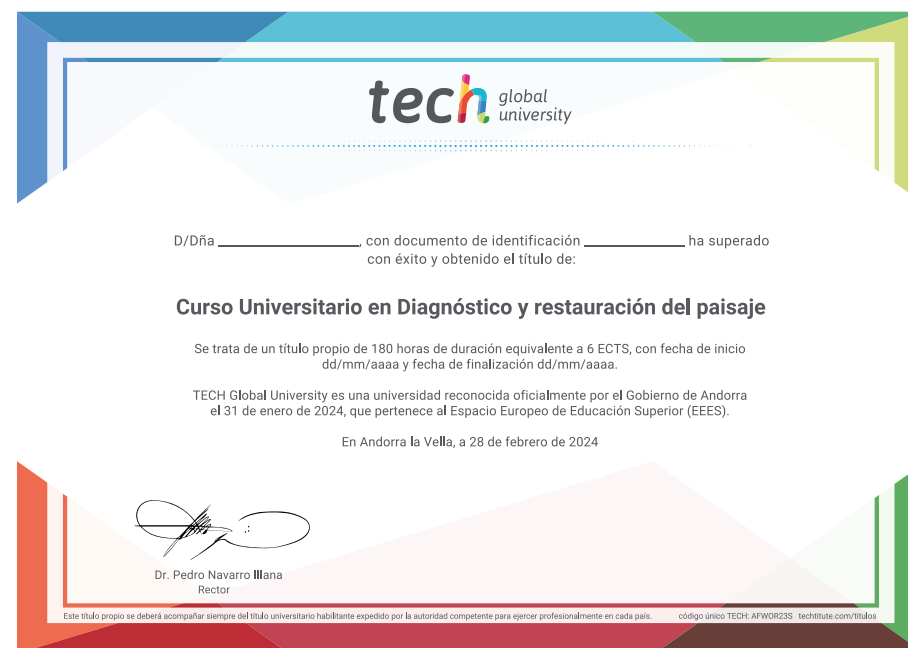 tech global university
D/Dña ______________________, con documento de identificación ________________ ha superado
con éxito y obtenido el título de:
Curso Universitario en Diagnóstico y restauración del paisaje
Se trata de un título propio de 180 horas de duración equivalente a 6 ECTS, con fecha de inicio
dd/mm/aaaa y fecha de finalización dd/mm/aaaa.
TECH Global University es una universidad reconocida oficialmente por el Gobierno de Andorra
el 31 de enero de 2024, que pertenece al Espacio Europeo de Educación Superior (EEES).
En Andorra la Vella, a 28 de febrero de 2024
Dr. Pedro Navarro Illana
Rector
Este título propio se deberá acompañar siempre del título universitario habilitante expedido por la autoridad competente para ejercer profesionalmente en cada país. código único TECH: AFWOR23S techtitute.com/titulos